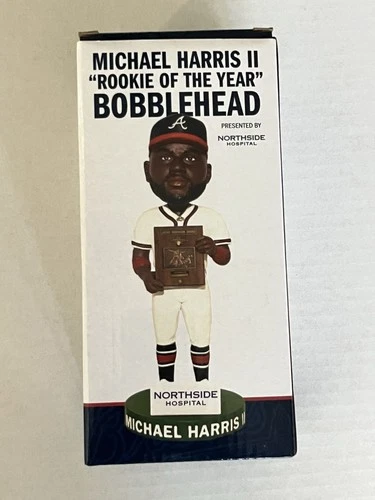 MICHAEL HARRIS II
"ROOKIE OF THE YEAR"
BOBBLEHEAD
PRESENTED BY
NORTHSIDE
HOSPITAL
A
NORTHSIDE
HOSPITAL
MICHAEL HARRIS II